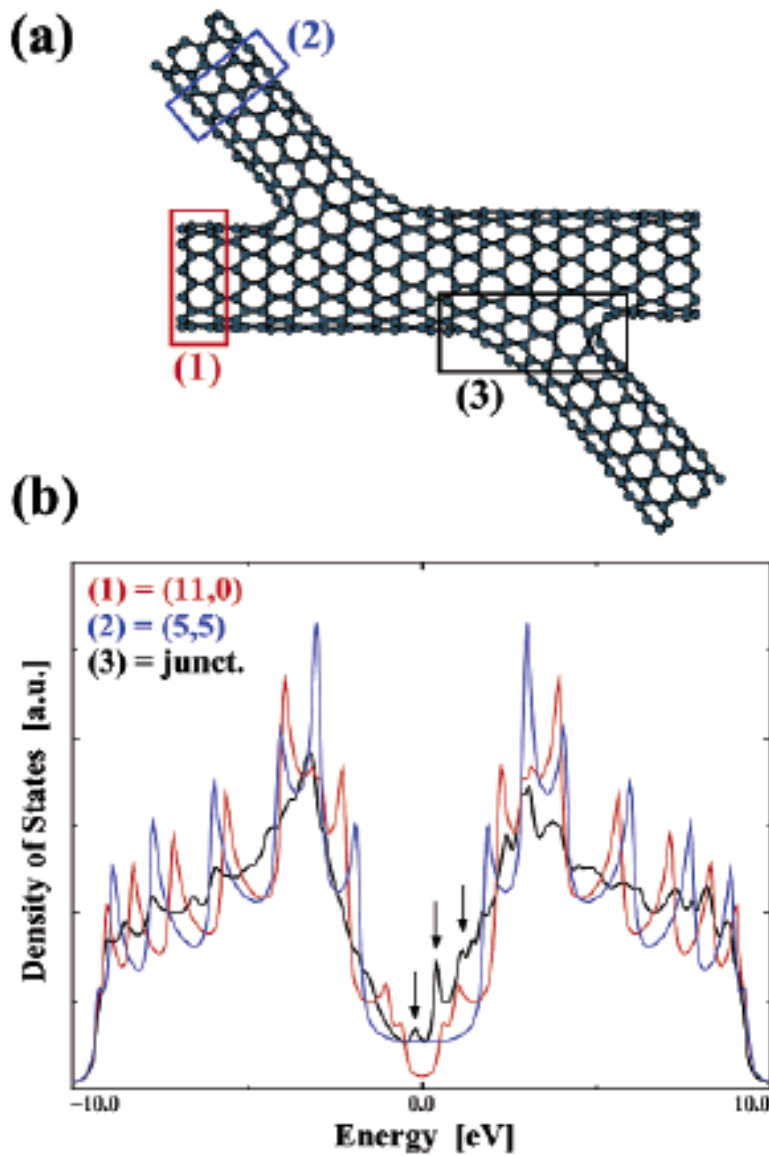 (a)
(2)
(1)
(3)
(b)
(1) = (11,0)
(2) = (5,5)
(3) = junct.
Density of States [a.u.]
−10.0
0.0
10.0
Energy [eV]